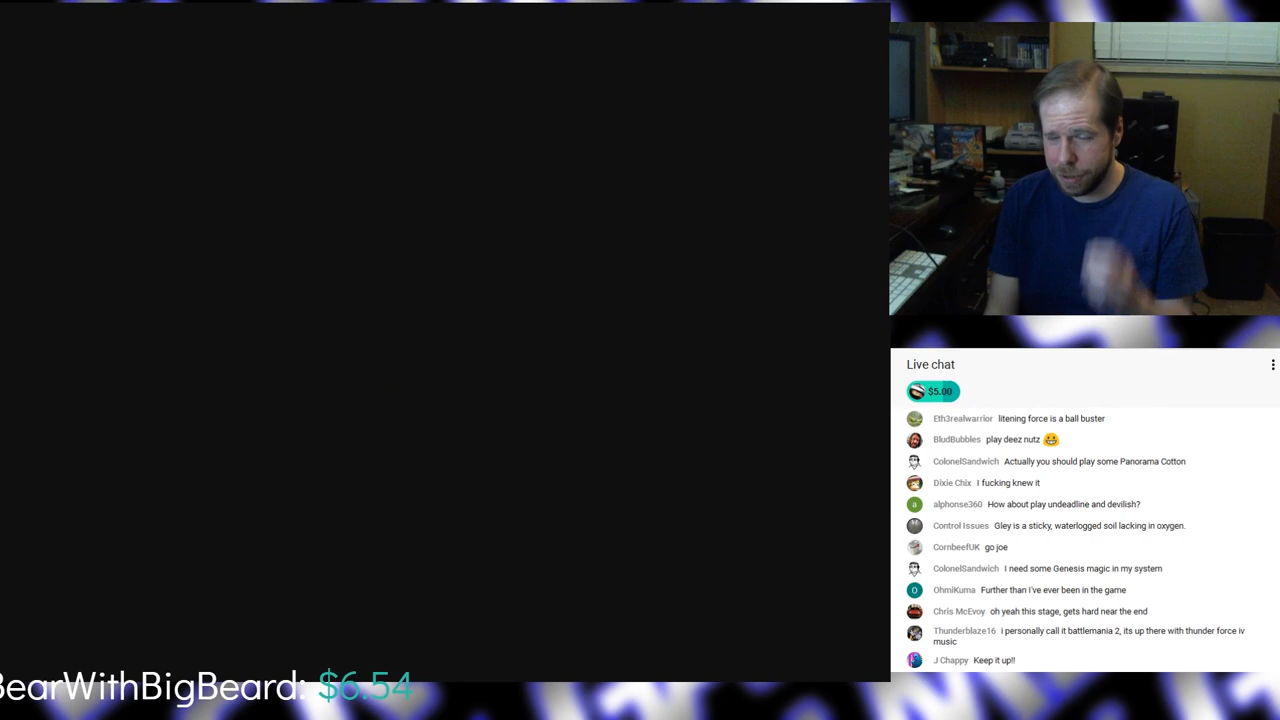 Live chat
$5.00
Eth3realwarrior litening force is a ball buster
BludBubbles play deez nutz
ColonelSandwich Actually you should play some Panorama Cotton
Dixie Chix I fucking knew it
a
alphonse360 How about play undeadline and devilish?
Control Issues Gley is a sticky, waterlogged soil lacking in oxygen.
CornbeefUK go joe
ColonelSandwich I need some Genesis magic in my system
O
OhmiKuma Further than I've ever been in the game
Chris McEvoy oh yeah this stage, gets hard near the end
Thunderblaze16 i personally call it battlemania 2, its up there with thunder force iv
music
J Chappy Keep it up!!
BearWithBigBeard: $6.54